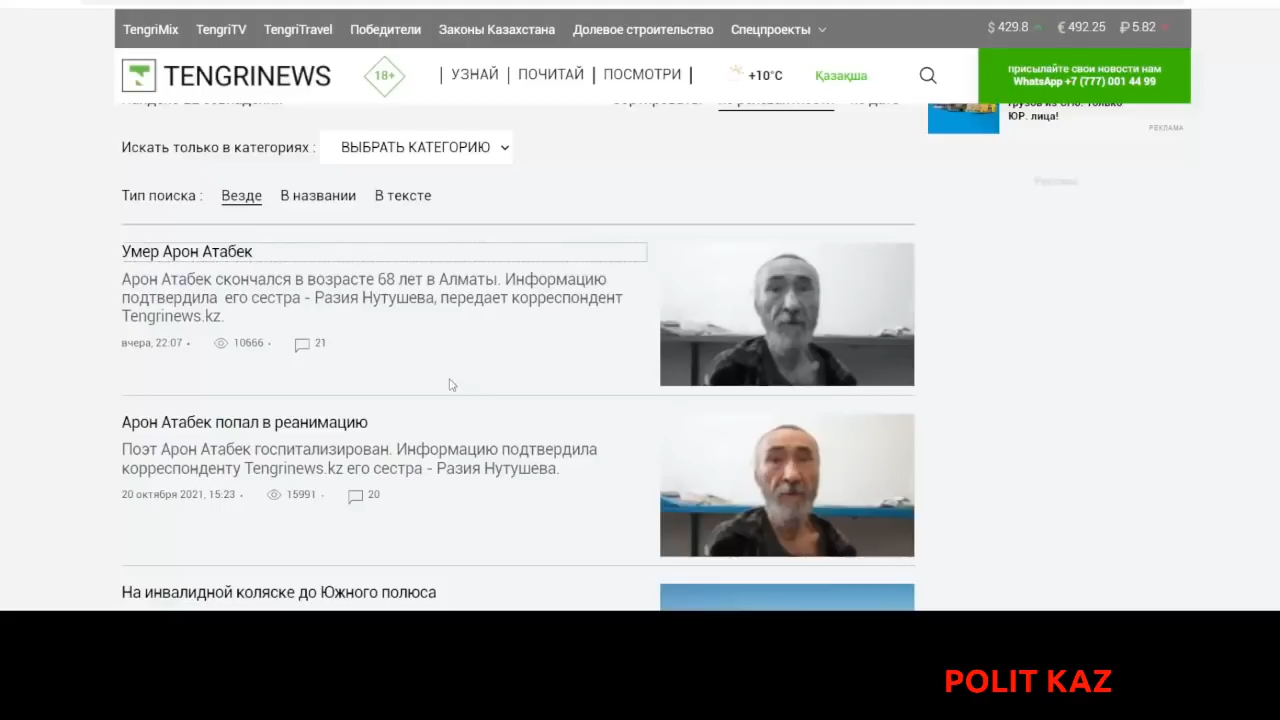 TengriMix TengriTV TengriTravel Победители Законы Казахстана Долевое строительство Спецпроекты $ 429.8 € 492.25 ₽ 5.82
TENGRINEWS 18+ | УЗНАЙ | ПОЧИТАЙ | ПОСМОТРИ | +10°C Қазақша
присылайте свои новости нам
WhatsApp +7 (777) 001 44 99
ЮР. лица!
РЕКЛАМА
Искать только в категориях : ВЫБРАТЬ КАТЕГОРИЮ
Реклама
Тип поиска : Везде В названии В тексте
Умер Арон Атабек
Арон Атабек скончался в возрасте 68 лет в Алматы. Информацию
подтвердила его сестра - Разия Нутушева, передает корреспондент
Tengrinews.kz.
вчера, 22:07 • 10666 • 21
Арон Атабек попал в реанимацию
Поэт Арон Атабек госпитализирован. Информацию подтвердила
корреспонденту Tengrinews.kz его сестра - Разия Нутушева.
20 октября 2021, 15:23 • 15991 • 20
На инвалидной коляске до Южного полюса
POLIT KAZ